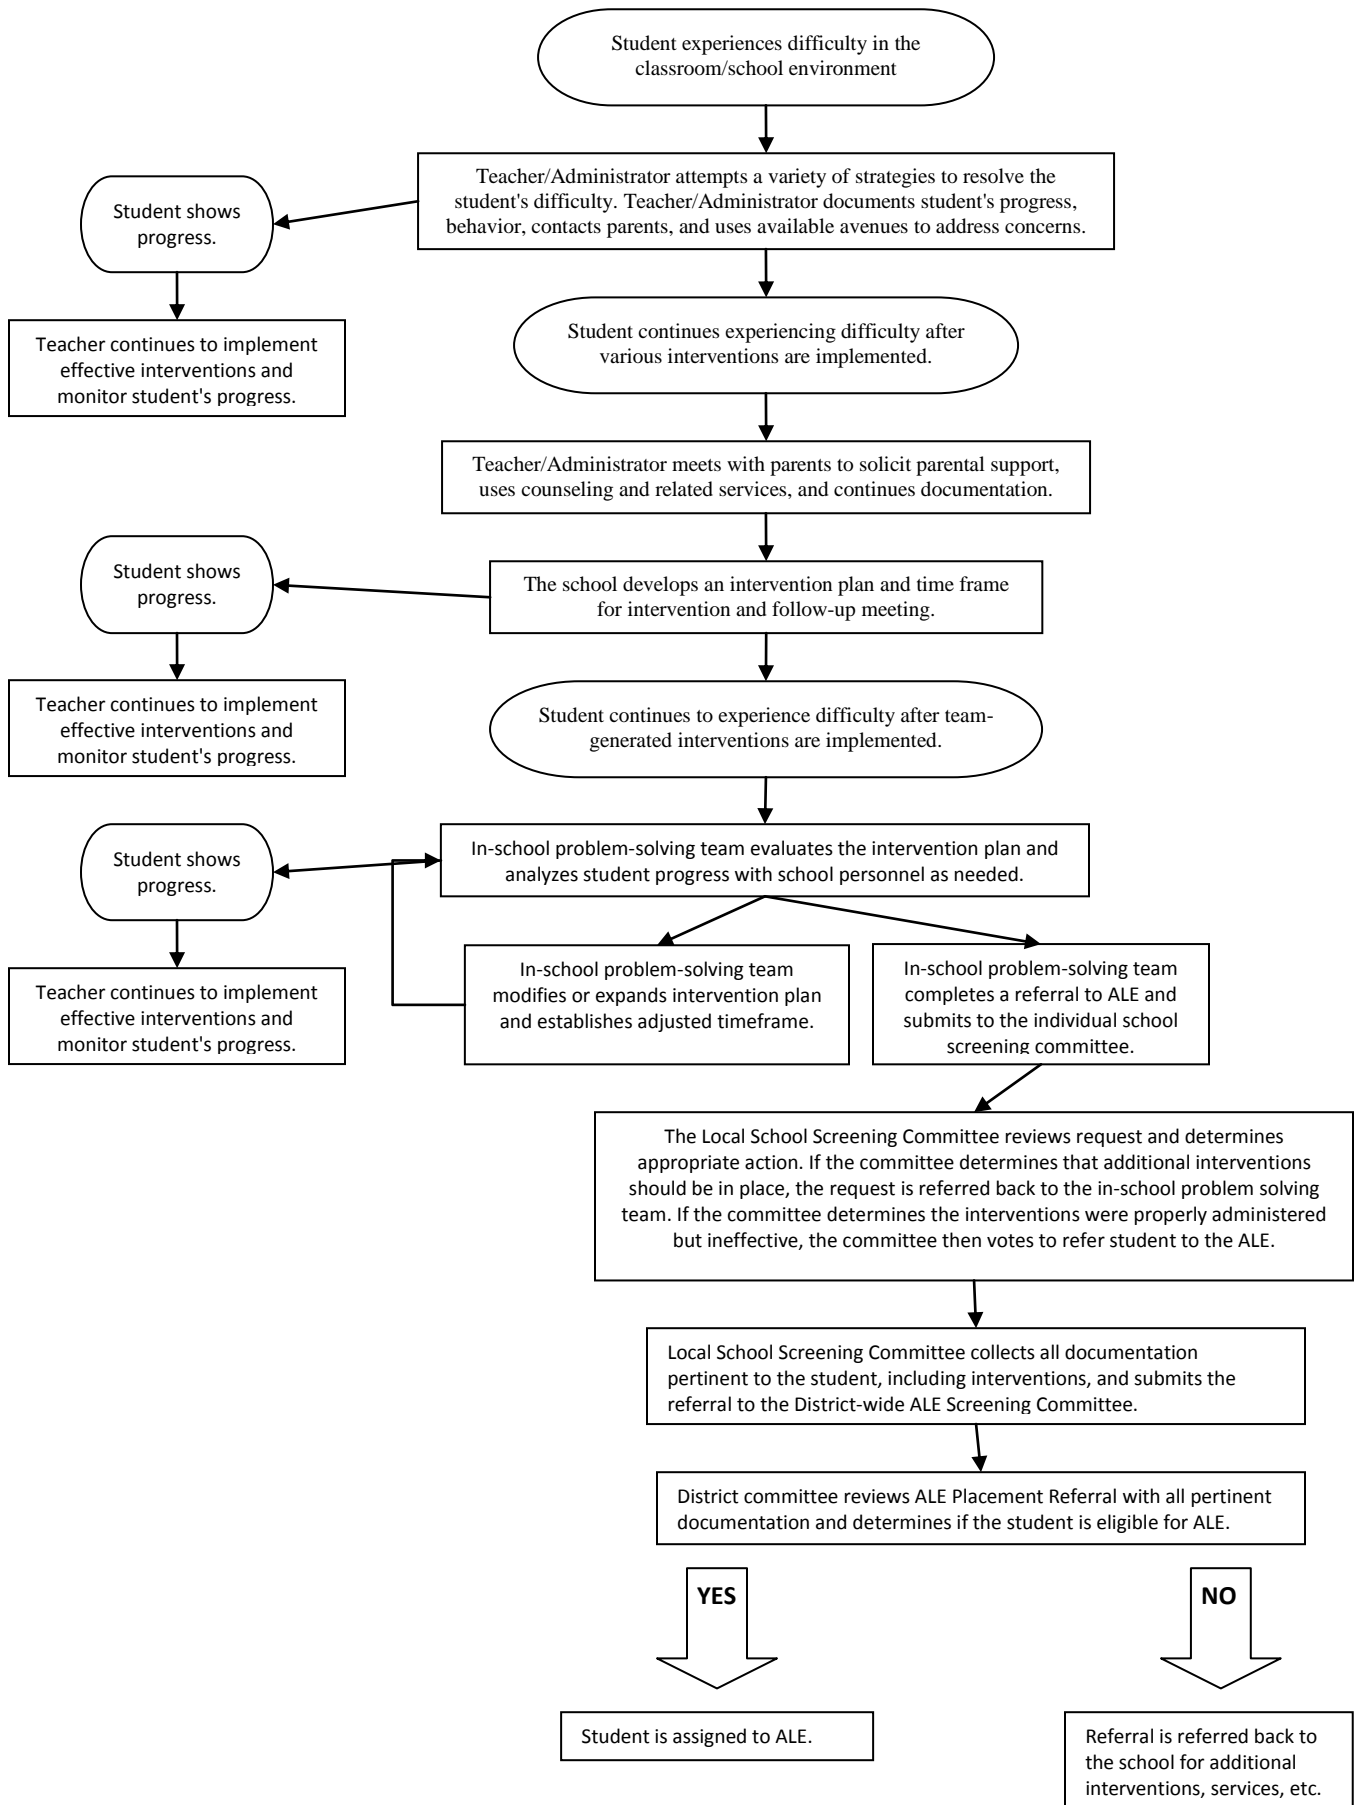 Student experiences difficulty in the
classroom/school environment
Teacher/Administrator attempts a variety of strategies to resolve the
student's difficulty. Teacher/Administrator documents student's progress,
behavior, contacts parents, and uses available avenues to address concerns.
Student shows
progress.
Teacher continues to implement
effective interventions and
monitor student's progress.
Student continues experiencing difficulty after
various interventions are implemented.
Teacher/Administrator meets with parents to solicit parental support,
uses counseling and related services, and continues documentation.
The school develops an intervention plan and time frame
for intervention and follow-up meeting.
Student shows
progress.
Teacher continues to implement
effective interventions and
monitor student's progress.
Student continues to experience difficulty after team-
generated interventions are implemented.
In-school problem-solving team evaluates the intervention plan and
analyzes student progress with school personnel as needed.
Student shows
progress.
Teacher continues to implement
effective interventions and
monitor student's progress.
In-school problem-solving team
modifies or expands intervention plan
and establishes adjusted timeframe.
In-school problem-solving team
completes a referral to ALE and
submits to the individual school
screening committee.
The Local School Screening Committee reviews request and determines
appropriate action. If the committee determines that additional interventions
should be in place, the request is referred back to the in-school problem solving
team. If the committee determines the interventions were properly administered
but ineffective, the committee then votes to refer student to the ALE.
Local School Screening Committee collects all documentation
pertinent to the student, including interventions, and submits the
referral to the District-wide ALE Screening Committee.
District committee reviews ALE Placement Referral with all pertinent
documentation and determines if the student is eligible for ALE.
YES
NO
Student is assigned to ALE.
Referral is referred back to
the school for additional
interventions, services, etc.